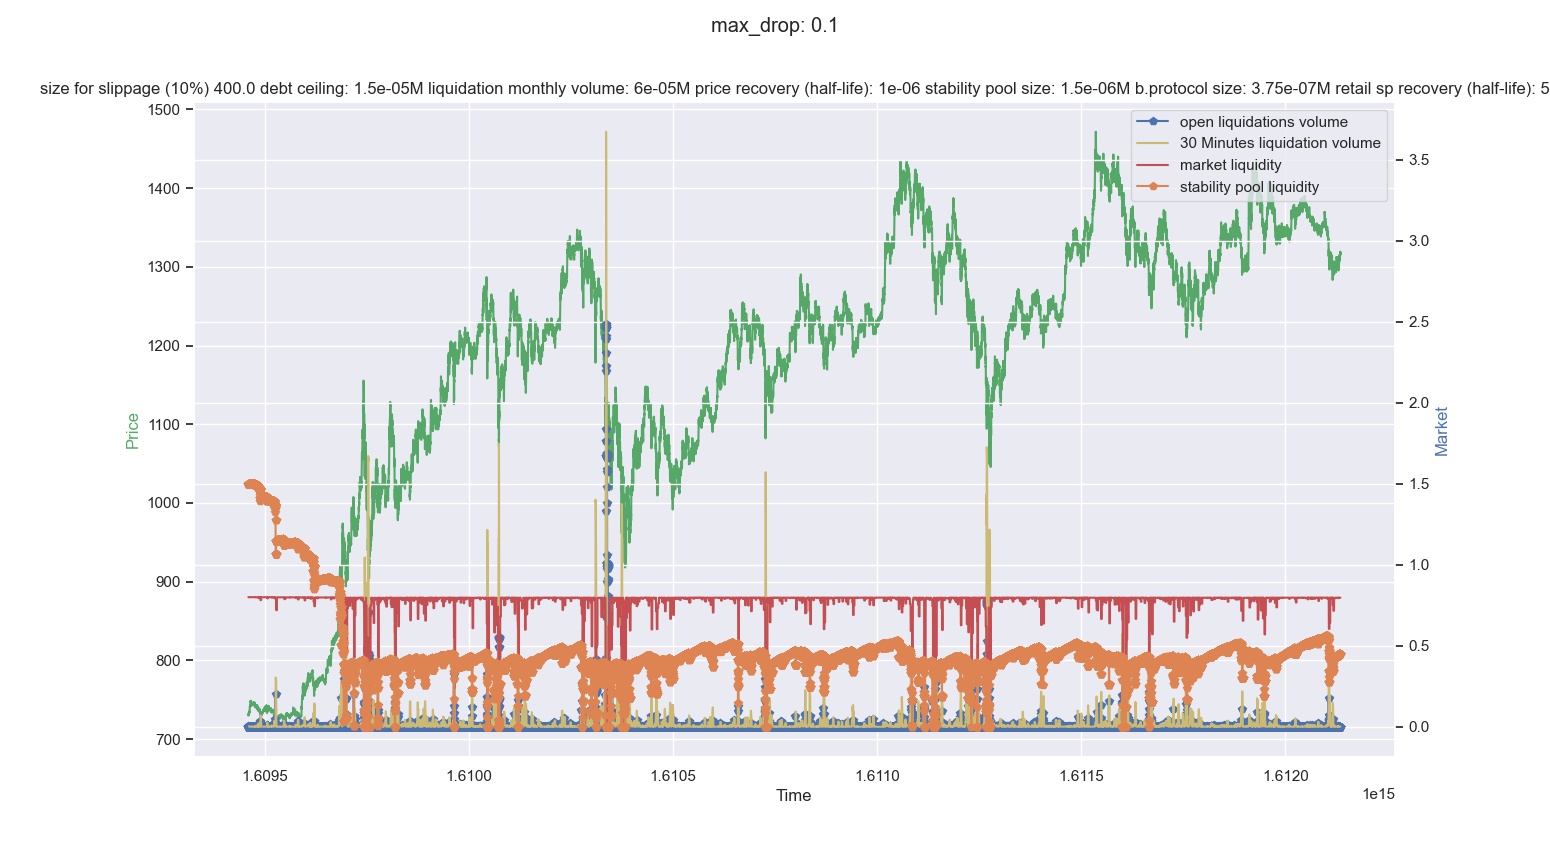 max_drop: 0.1
size for slippage (10%) 400.0 debt ceiling: 1.5e-05M liquidation monthly volume: 6e-05M price recovery (half-life): 1e-06 stability pool size: 1.5e-06M b.protocol size: 3.75e-07M retail sp recovery (half-life): 5
open liquidations volume
30 Minutes liquidation volume
market liquidity
stability pool liquidity
1500
1400
1300
1200
1100
1000
900
800
700
Price
3.5
3.0
2.5
2.0
1.5
1.0
0.5
0.0
Market
1.6095 1.6100 1.6105 1.6110 1.6115 1.6120
1e15
Time